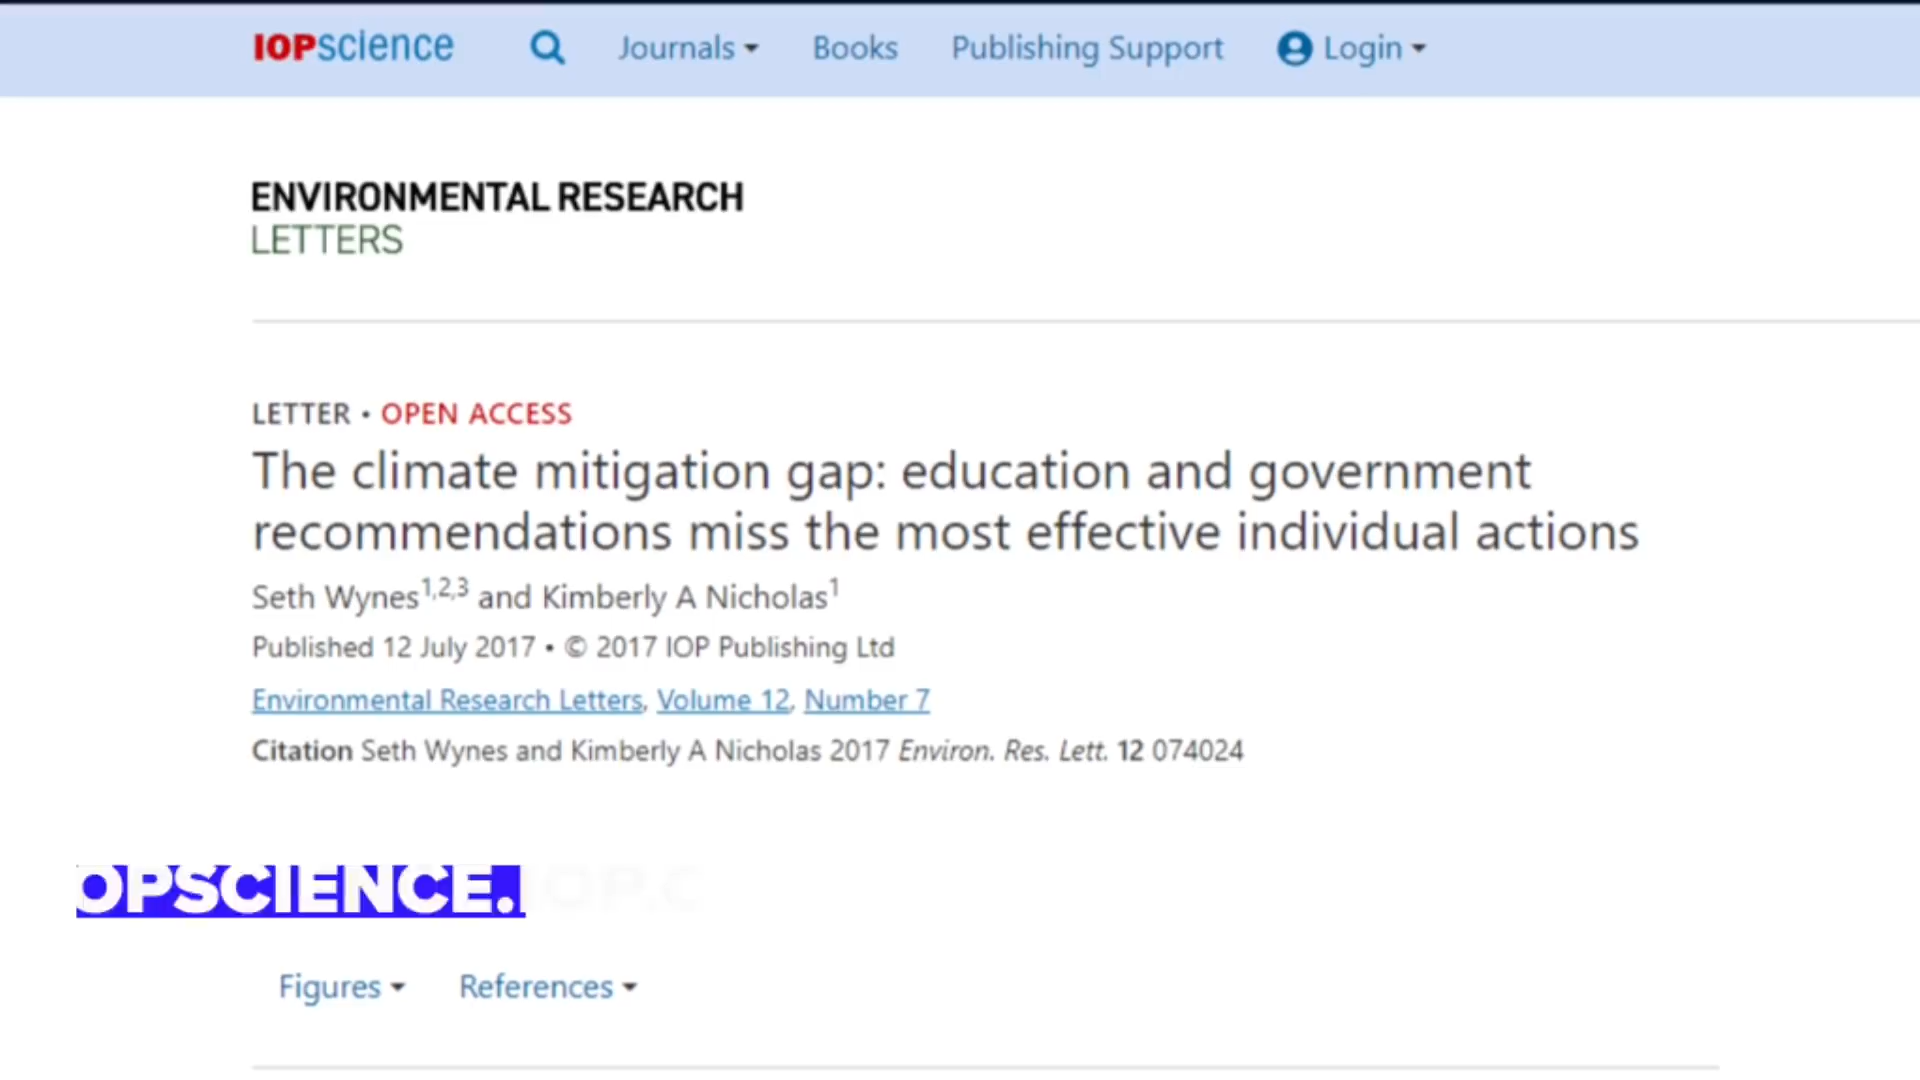 IOPscience Journals Books Publishing Support Login
ENVIRONMENTAL RESEARCH
LETTERS
LETTER • OPEN ACCESS
The climate mitigation gap: education and government
recommendations miss the most effective individual actions
Seth Wynes1,2,3 and Kimberly A Nicholas1
Published 12 July 2017 • © 2017 IOP Publishing Ltd
Environmental Research Letters, Volume 12, Number 7
Citation Seth Wynes and Kimberly A Nicholas 2017 Environ. Res. Lett. 12 074024
OPSCIENCE.IOP.C
Figures References